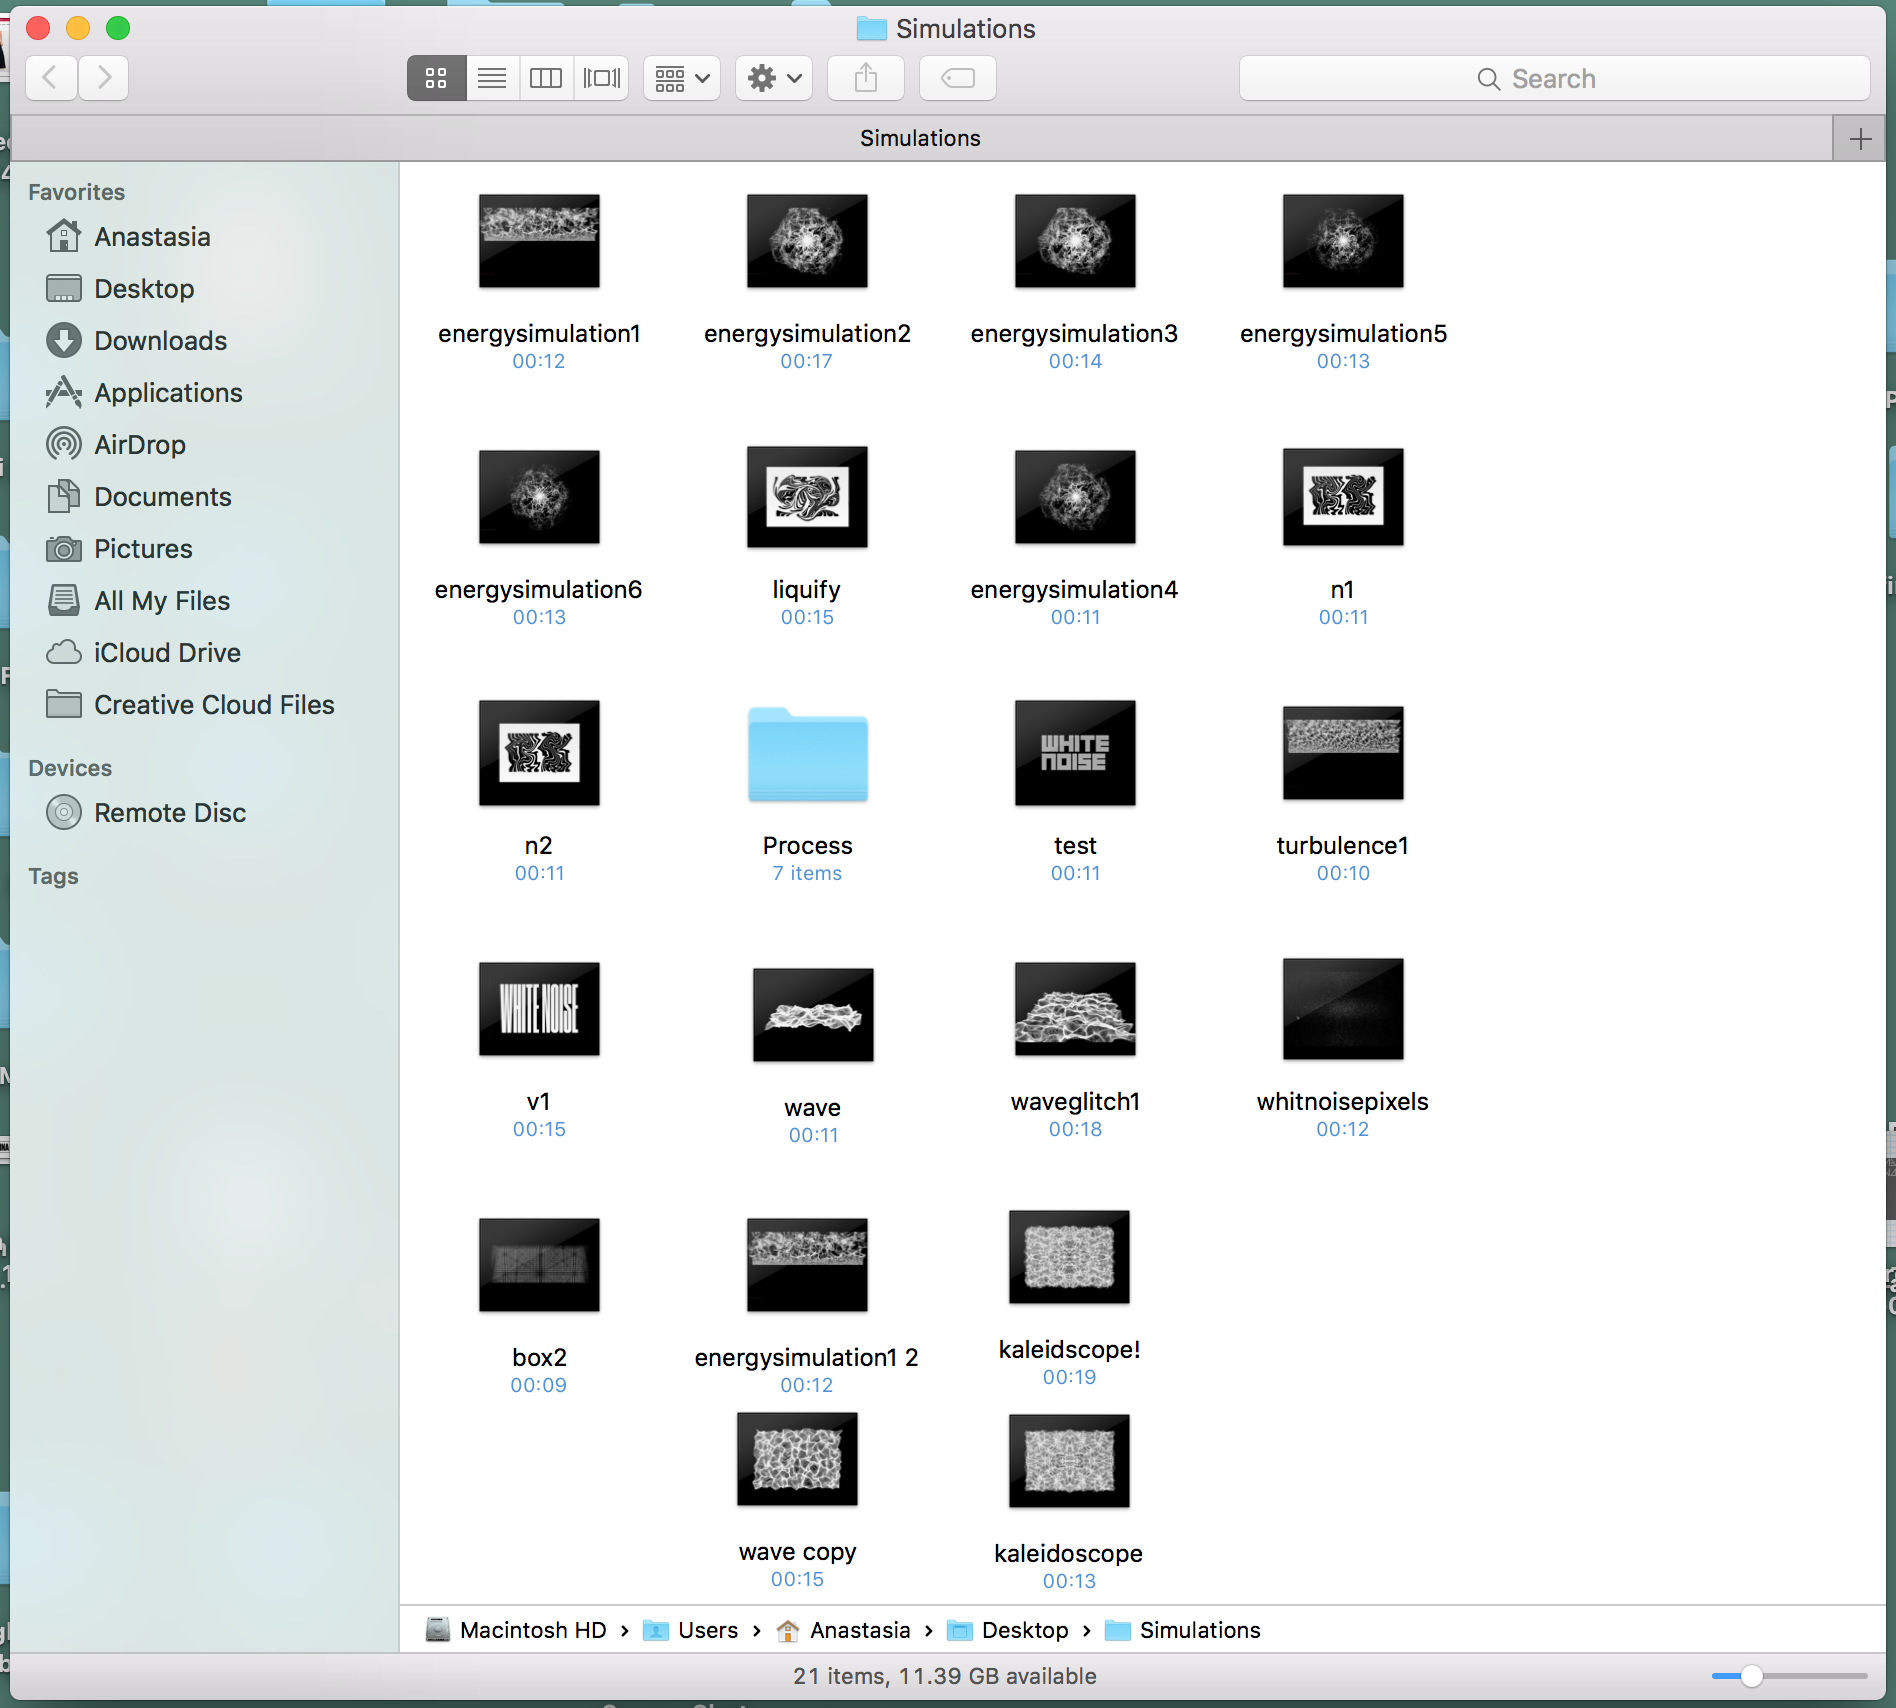 Simulations
Search
Simulations
Favorites
Anastasia
Desktop
Downloads
Applications
AirDrop
Documents
Pictures
All My Files
iCloud Drive
Creative Cloud Files
Devices
Remote Disc
Tags
energysimulation1
00:12
energysimulation2
00:17
energysimulation3
00:14
energysimulation5
00:13
energysimulation6
00:13
liquify
00:15
energysimulation4
00:11
n1
00:11
n2
00:11
Process
7 items
WHITE
NOISE
test
00:11
turbulence1
00:10
WHITE NOISE
v1
00:15
wave
00:11
waveglitch1
00:18
whitnoisepixels
00:12
box2
00:09
energysimulation1 2
00:12
kaleidscope!
00:19
wave copy
00:15
kaleidoscope
00:13
Macintosh HD › Users › Anastasia › Desktop › Simulations
21 items, 11.39 GB available